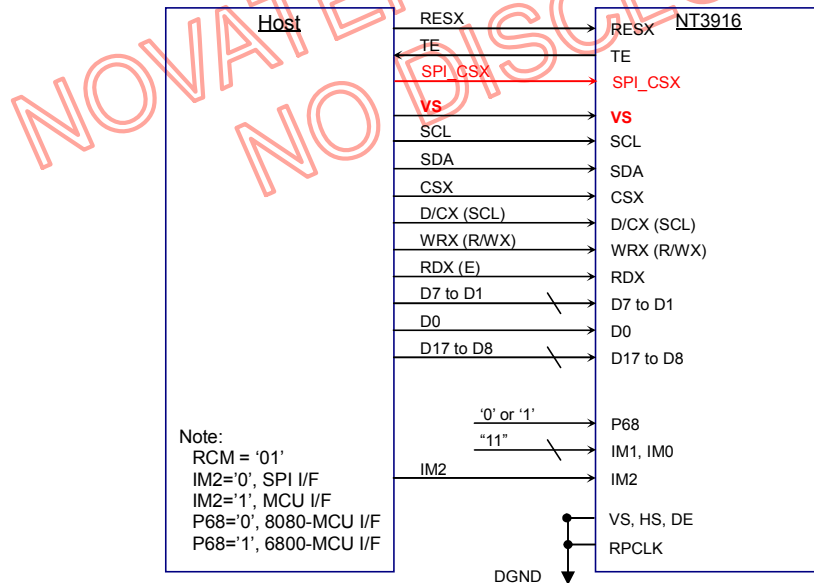 Host
NT3916
RESX RESX
TE TE
SPI_CSX SPI_CSX
VS VS
SCL SCL
SDA SDA
CSX CSX
D/CX (SCL) D/CX (SCL)
WRX (R/WX) WRX (R/WX)
RDX (E) RDX
D7 to D1 D7 to D1
D0 D0
D17 to D8 D17 to D8
'0' or '1' P68
"11" IM1, IM0
IM2 IM2
VS, HS, DE
RPCLK
DGND
Note:
RCM = '01'
IM2='0', SPI I/F
IM2='1', MCU I/F
P68='0', 8080-MCU I/F
P68='1', 6800-MCU I/F
NO